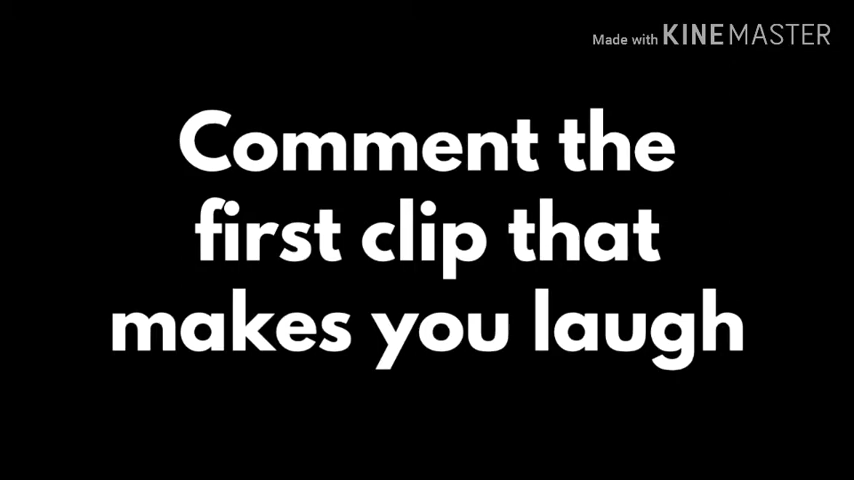 Made with KINEMASTER
Comment the
first clip that
makes you laugh